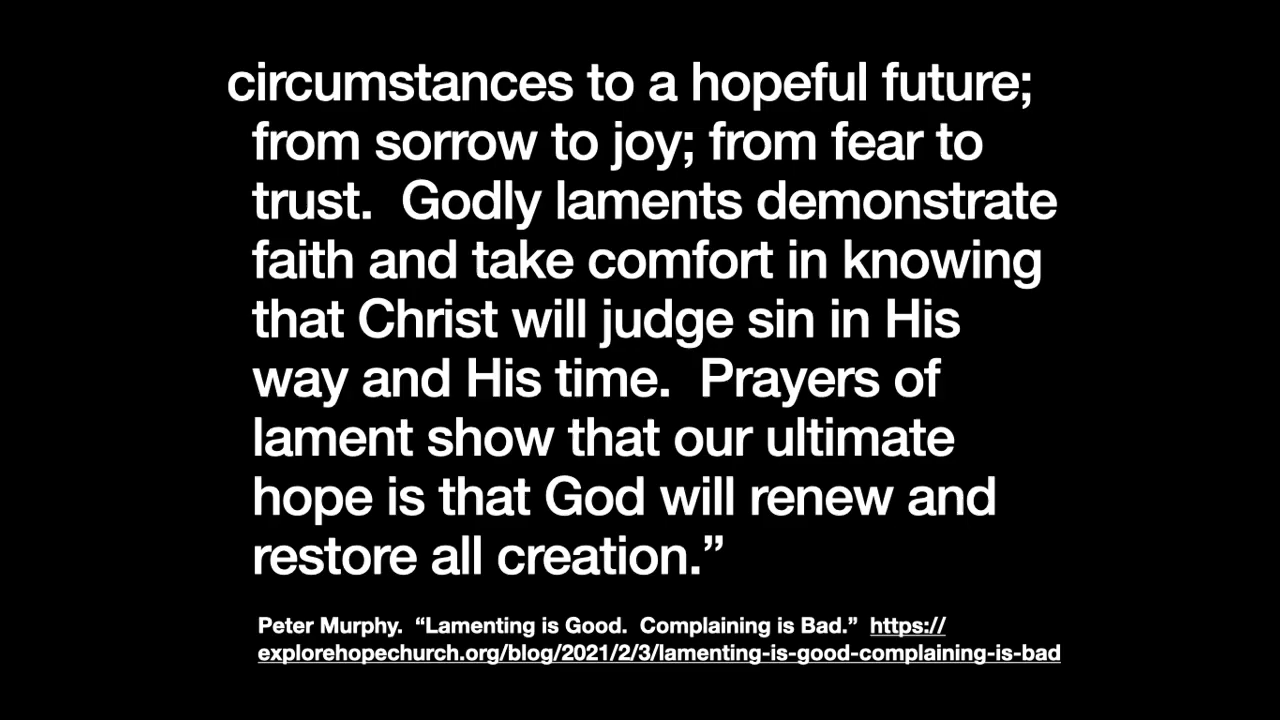 circumstances to a hopeful future;
from sorrow to joy; from fear to
trust.  Godly laments demonstrate
faith and take comfort in knowing
that Christ will judge sin in His
way and His time.  Prayers of
lament show that our ultimate
hope is that God will renew and
restore all creation.”
Peter Murphy.  “Lamenting is Good.  Complaining is Bad.”  https://
explorehopechurch.org/blog/2021/2/3/lamenting-is-good-complaining-is-bad